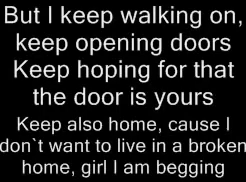 But I keep walking on,
keep opening doors
Keep hoping for that
the door is yours
Keep also home, cause I
don`t want to live in a broken
home, girl I am begging